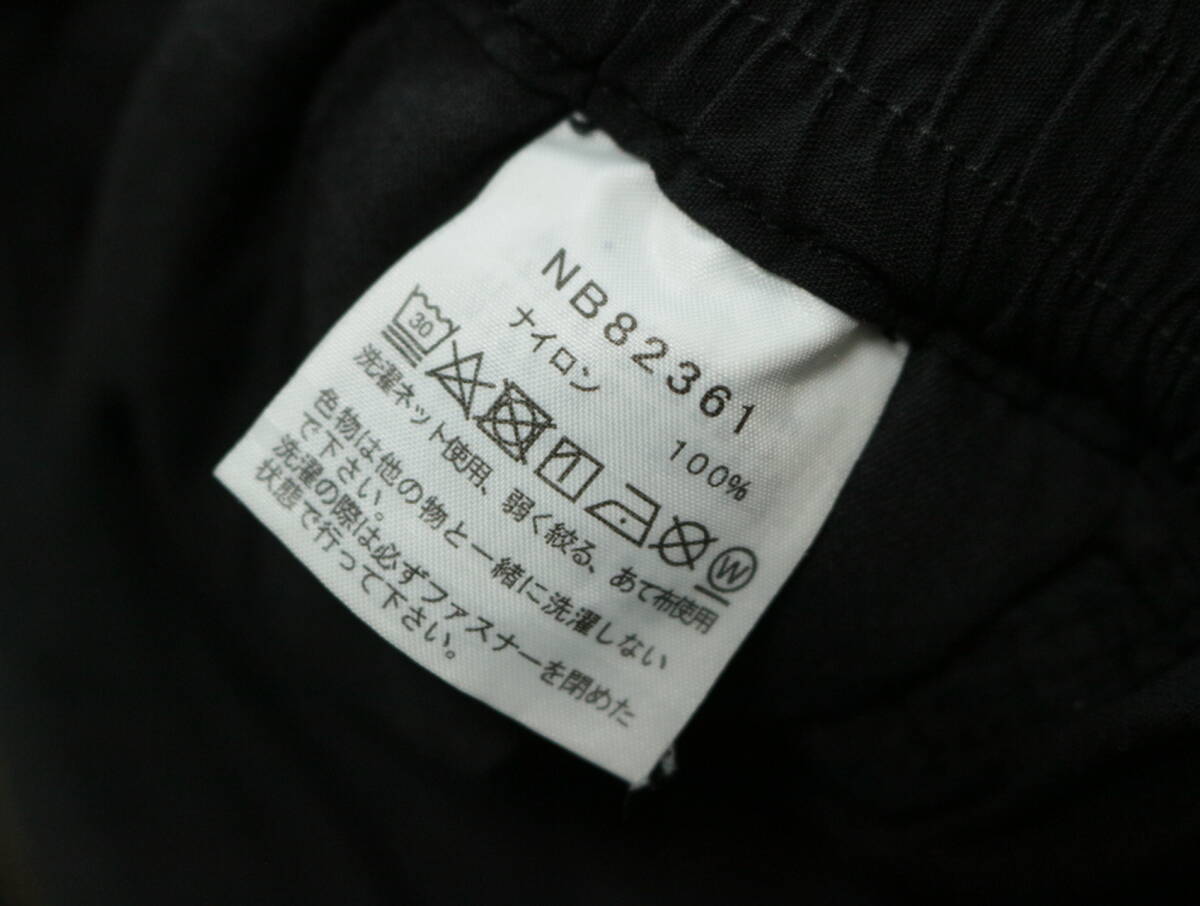 NB82361
ナイロン 100%
30 W
洗濯ネット使用、弱く絞る、あて布使用
色物は他の物と一緒に洗濯しない
で下さい。
洗濯の際は必ずファスナーを閉めた
状態で行って下さい。